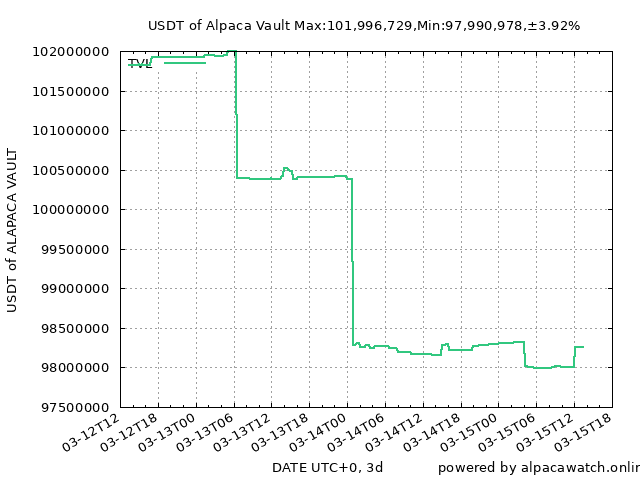 USDT of Alpaca Vault Max:101,996,729,Min:97,990,978,±3.92%
102000000
TVL
101500000
101000000
100500000
100000000
99500000
99000000
98500000
98000000
97500000
USDT of ALAPACA VAULT
03-12T12
03-12T18
03-13T00
03-13T06
03-13T12
03-13T18
03-14T00
03-14T06
03-14T12
03-14T18
03-15T00
03-15T06
03-15T12
03-15T18
DATE UTC+0, 3d
powered by alpacawatch.onlin